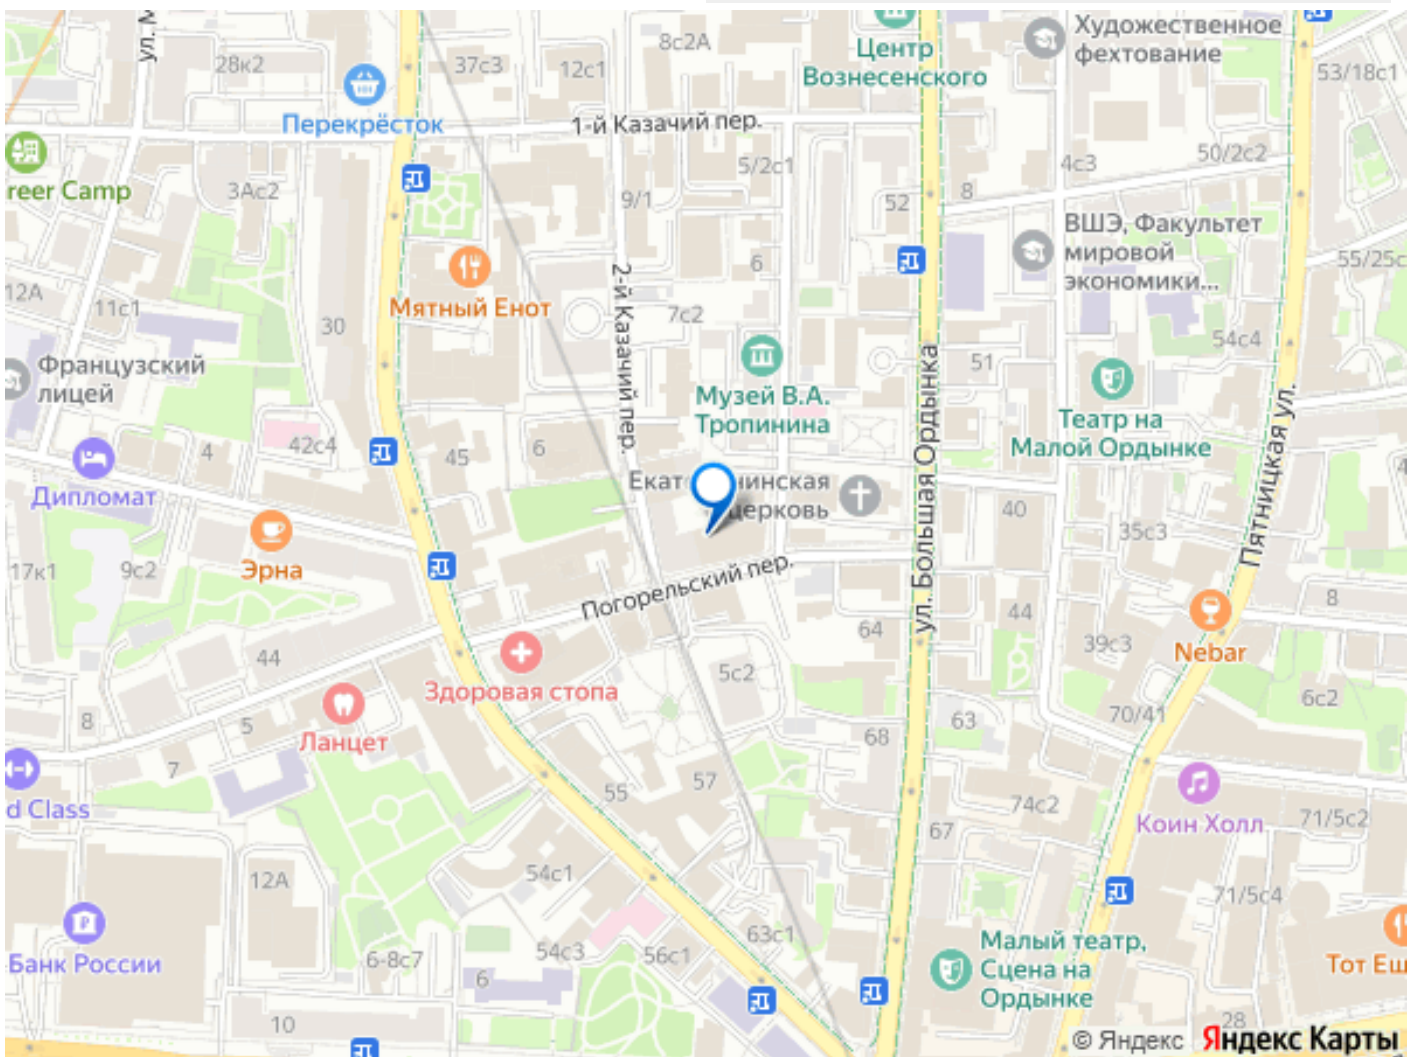 Художественное
фехтование
8с2А
Центр
Вознесенского
ул. М
28к2
37с3
12с1
53/18с1
Перекрёсток
1-й Казачий пер.
reer Camp
3Ас2
5/2с1
9/1
52
8
4с3
50/2с2
ВШЭ, Факультет
мировой
экономики...
55/25с
6
2-й Казачий пер.
12А
11с1
Мятный Енот
30
7с2
54с4
51
Французский
лицей
Музей В.А.
Тропинина
Театр на
Малой Ордынке
ул. Большая Ордынка
Пятницкая ул.
42с4
4
45
6
4
Дипломат
Екат
нинская
церковь
40
35с3
17к1
9с2
Эрна
Погорельский пер.
8
44
64
39с3
Nebar
44
Здоровая стопа
5с2
6с2
8
5
Ланцет
63
70/41
68
7
d Class
55
57
74с2
67
Коин Холл
71/5с2
12А
54с1
71/5с4
63с1
Банк России
6-8с7
54с3
56с1
6
Малый театр,
Сцена на
Ордынке
Тот Ещ
10
28
© Яндекс Яндекс Карты